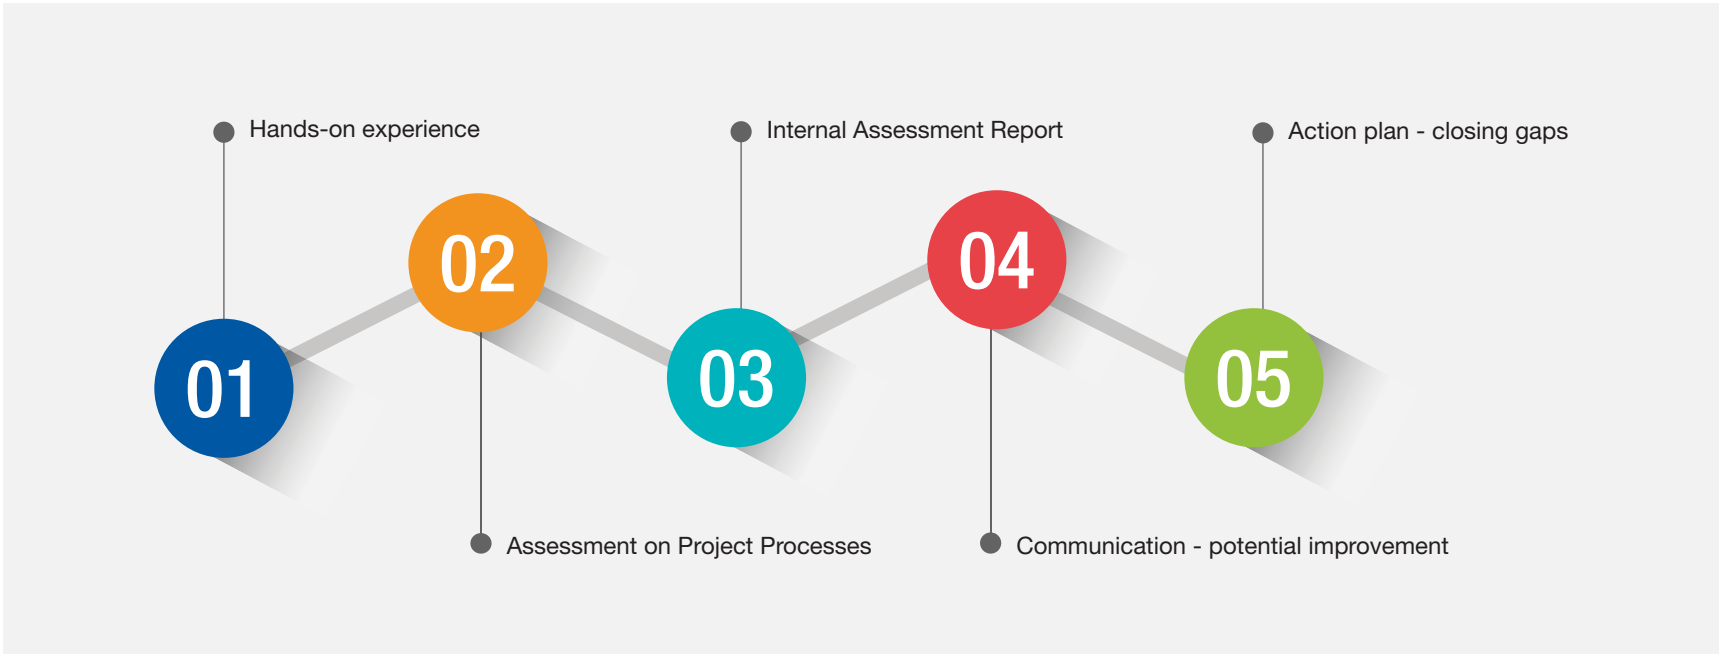 Hands-on experience
Internal Assessment Report
Action plan - closing gaps
01
02
03
04
05
Assessment on Project Processes
Communication - potential improvement